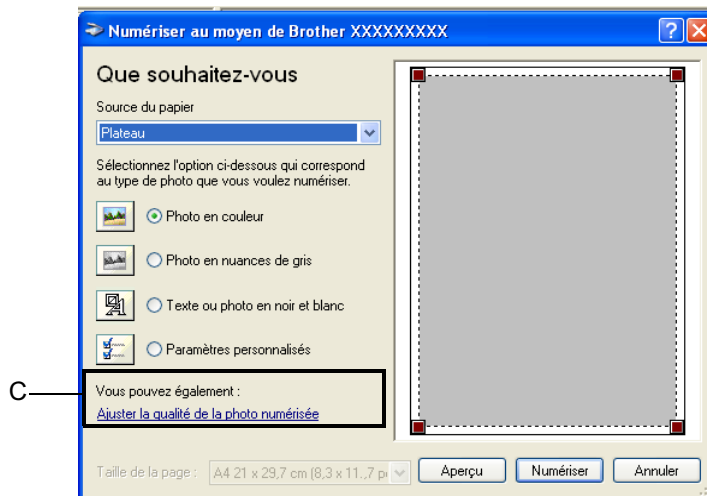 Numériser au moyen de Brother XXXXXXXXX
Que souhaitez-vous
Source du papier
Plateau
Sélectionnez l'option ci-dessous qui correspond
au type de photo que vous voulez numériser.
Photo en couleur
Photo en nuances de gris
Texte ou photo en noir et blanc
Paramètres personnalisés
C
Vous pouvez également :
Ajuster la qualité de la photo numérisée
Taille de la page : A4 21 x 29,7 cm (8,3 x 11.,7 p
Aperçu Numériser Annuler